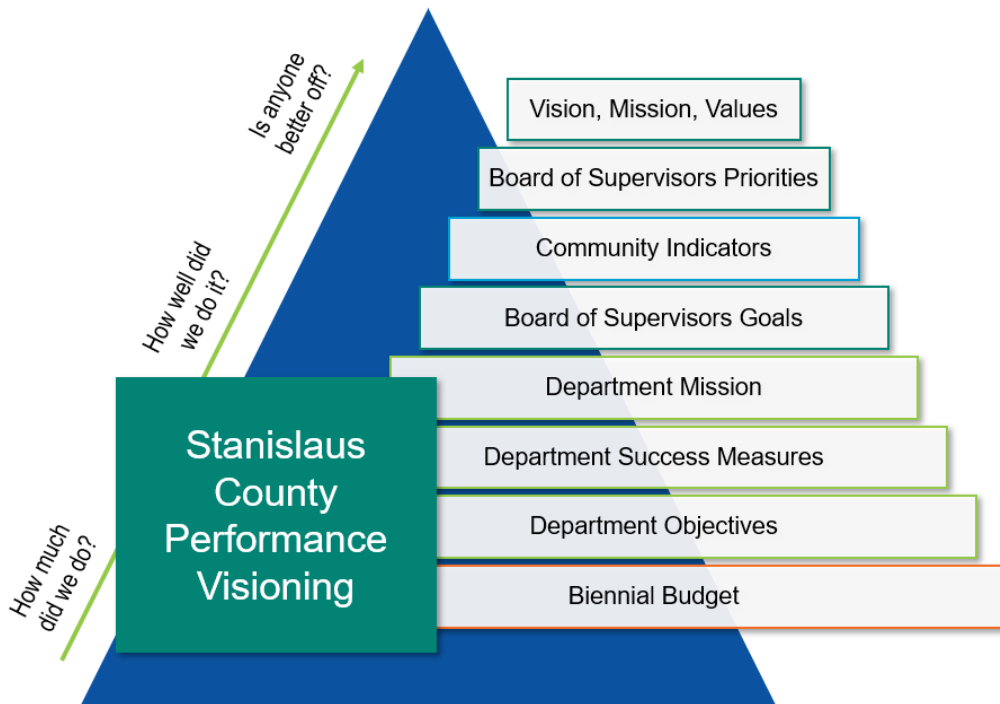 Is anyone
better off?
How well did
we do it?
How much
did we do?
Stanislaus
County
Performance
Visioning
Vision, Mission, Values
Board of Supervisors Priorities
Community Indicators
Board of Supervisors Goals
Department Mission
Department Success Measures
Department Objectives
Biennial Budget